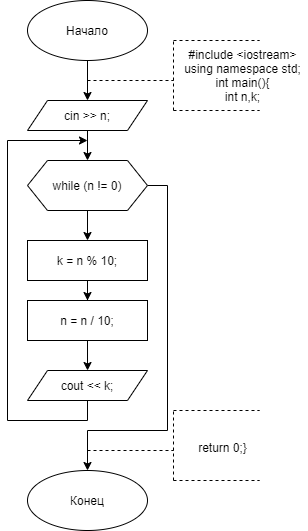 Начало
#include <iostream>
using namespace std;
int main(){
int n,k;
cin >> n;
while (n != 0)
k = n % 10;
n = n / 10;
cout << k;
return 0;}
Конец